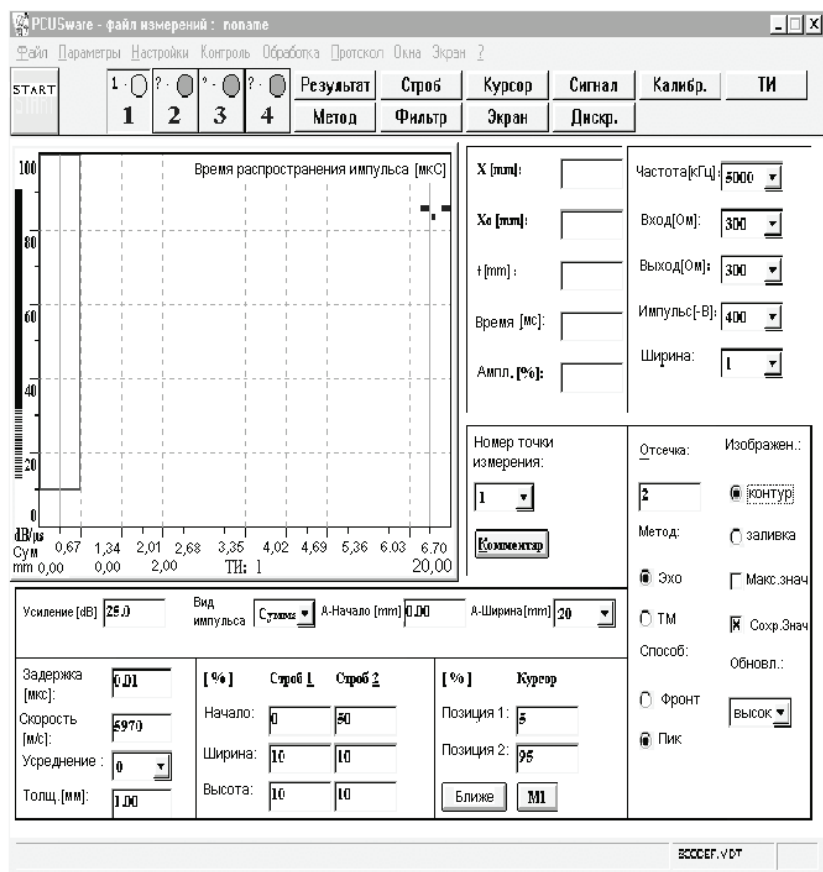 PCUSware - файл измерений : noname
Файл Параметры Настройки Контроль Обработка Протокол Окна Экран ?
START
1 · ? · ? · ? ·
1 2 3 4
Результат Строб Курсор Сигнал Калибр. ТИ
Метод Фильтр Экран Дискр.
Время распространения импульса [мкС]
100
80
60
40
20
0
dB/µs
Сум 0,67 1,34 2,01 2,68 3,35 4,02 4,69 5,36 6.03 6.70
mm 0,00 0,00 2,00 ТИ: 1 20,00
X [mm]:
Xo [mm]:
t [mm] :
Время [мс]:
Ампл. [%]:
Частота[кГц]: 5000
Вход[Ом]: 300
Выход[Ом]: 300
Импульс[-В]: 400
Ширина: 1
Номер точки
измерения:
1
Комментар
Отсечка:
2
Метод:
Эхо
ТМ
Способ:
Фронт
Пик
Изображен.:
контур
заливка
Макс.знач
Сохр.Знач
Обновл.:
высок
Усиление [dB] 25.0
Вид
импульса Сумма
А-Начало [mm] 0.00
А-Ширина[mm] 20
Задержка
[мкс]: 0.01
Скорость
[м/с]: 5970
Усреднение : 0
Толщ.[мм]: 1.00
[%] Строб 1 Строб 2
Начало: 0 50
Ширина: 10 10
Высота: 10 10
[%] Курсор
Позиция 1: 5
Позиция 2: 95
Ближе М1